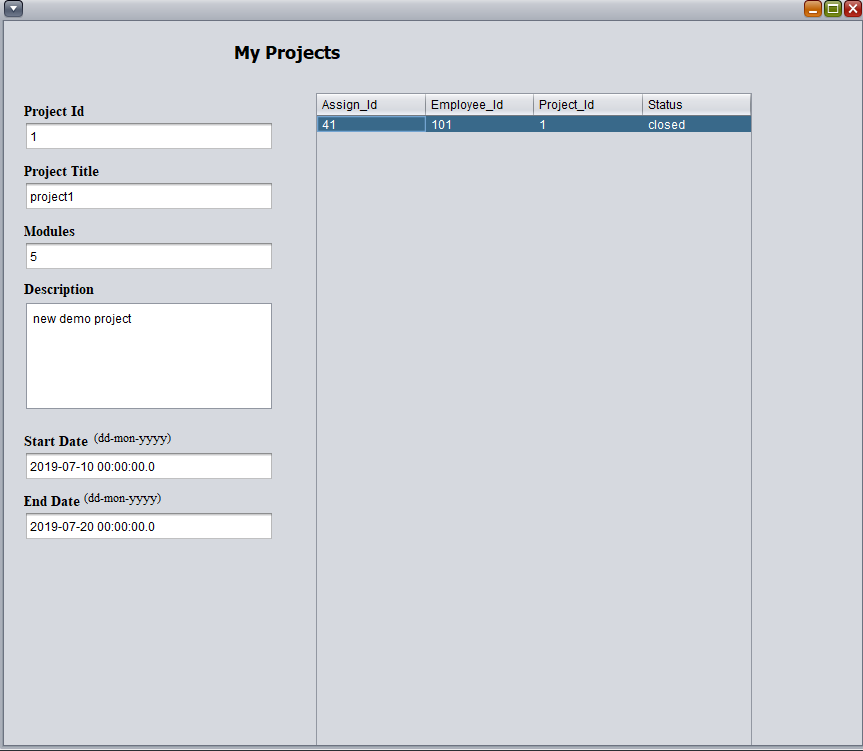 My Projects
Project Id
1
Project Title
project1
Modules
5
Description
new demo project
Start Date (dd-mon-yyyy)
2019-07-10 00:00:00.0
End Date (dd-mon-yyyy)
2019-07-20 00:00:00.0
Assign_Id Employee_Id Project_Id Status
41 101 1 closed